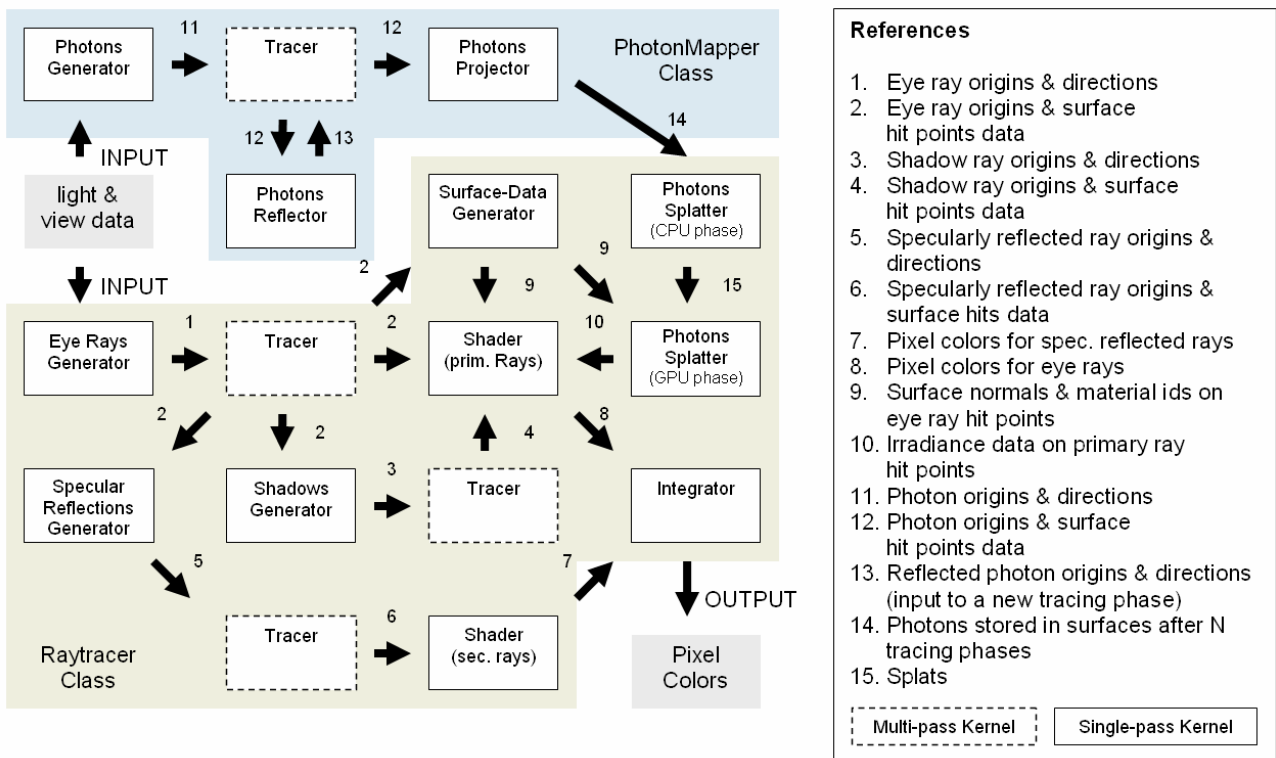 11
12
Photons
Generator
Tracer
Photons
Projector
PhotonMapper
Class
12
13
14
INPUT
light &
view data
Photons
Reflector
Surface-Data
Generator
Photons
Splatter
(CPU phase)
INPUT
2
9
9
15
Eye Rays
Generator
1
Tracer
2
Shader
(prim. Rays)
10
Photons
Splatter
(GPU phase)
2
2
4
8
Specular
Reflections
Generator
Shadows
Generator
3
Tracer
Integrator
5
7
OUTPUT
Raytracer
Class
Tracer
6
Shader
(sec. rays)
Pixel
Colors
References
1. Eye ray origins & directions
2. Eye ray origins & surface
hit points data
3. Shadow ray origins & directions
4. Shadow ray origins & surface
hit points data
5. Specularly reflected ray origins &
directions
6. Specularly reflected ray origins &
surface hits data
7. Pixel colors for spec. reflected rays
8. Pixel colors for eye rays
9. Surface normals & material ids on
eye ray hit points
10. Irradiance data on primary ray
hit points
11. Photon origins & directions
12. Photon origins & surface
hit points data
13. Reflected photon origins & directions
(input to a new tracing phase)
14. Photons stored in surfaces after N
tracing phases
15. Splats
Multi-pass Kernel
Single-pass Kernel